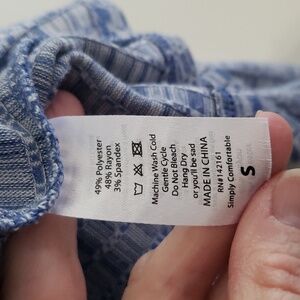 49% Polyester
48% Rayon
3% Spandex
Machine Wash Cold
Gentle Cycle
Do Not Bleach
Hang Dry
or you'll be sad
MADE IN CHINA
RN#142161
Simply Comfortable
S